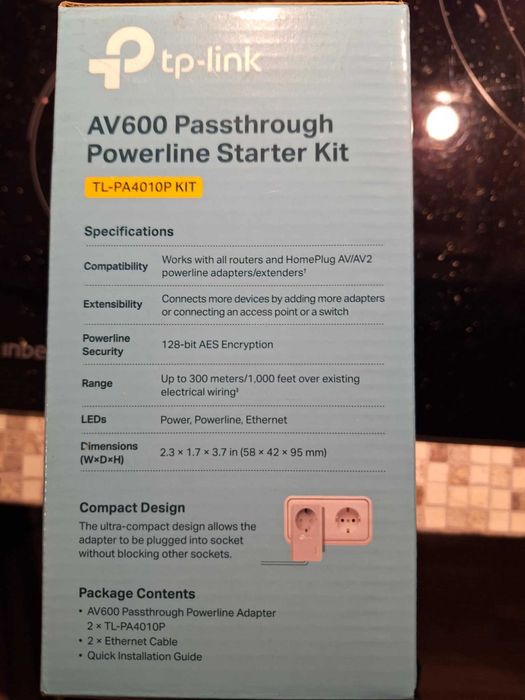 tp-link
AV600 Passthrough
Powerline Starter Kit
TL-PA4010P KIT
Specifications
Compatibility Works with all routers and HomePlug AV/AV2
powerline adapters/extenders†
Extensibility Connects more devices by adding more adapters
or connecting an access point or a switch
Powerline
Security 128-bit AES Encryption
Range Up to 300 meters/1,000 feet over existing
electrical wiring‡
LEDs Power, Powerline, Ethernet
Dimensions
(W×D×H) 2.3 × 1.7 × 3.7 in (58 × 42 × 95 mm)
Compact Design
The ultra-compact design allows the
adapter to be plugged into socket
without blocking other sockets.
Package Contents
• AV600 Passthrough Powerline Adapter
2 × TL-PA4010P
• 2 × Ethernet Cable
• Quick Installation Guide